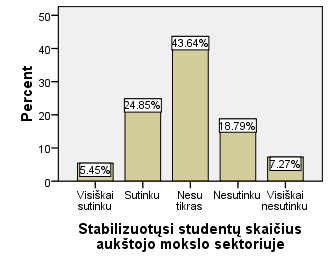 50
40
30
20
10
0
Percent
5.45%
24.85%
43.64%
18.79%
7.27%
Visiškai sutinku
Sutinku
Nesu tikras
Nesutinku
Visiškai nesutinku
Stabilizuotųsi studentų skaičius
aukštojo mokslo sektoriuje